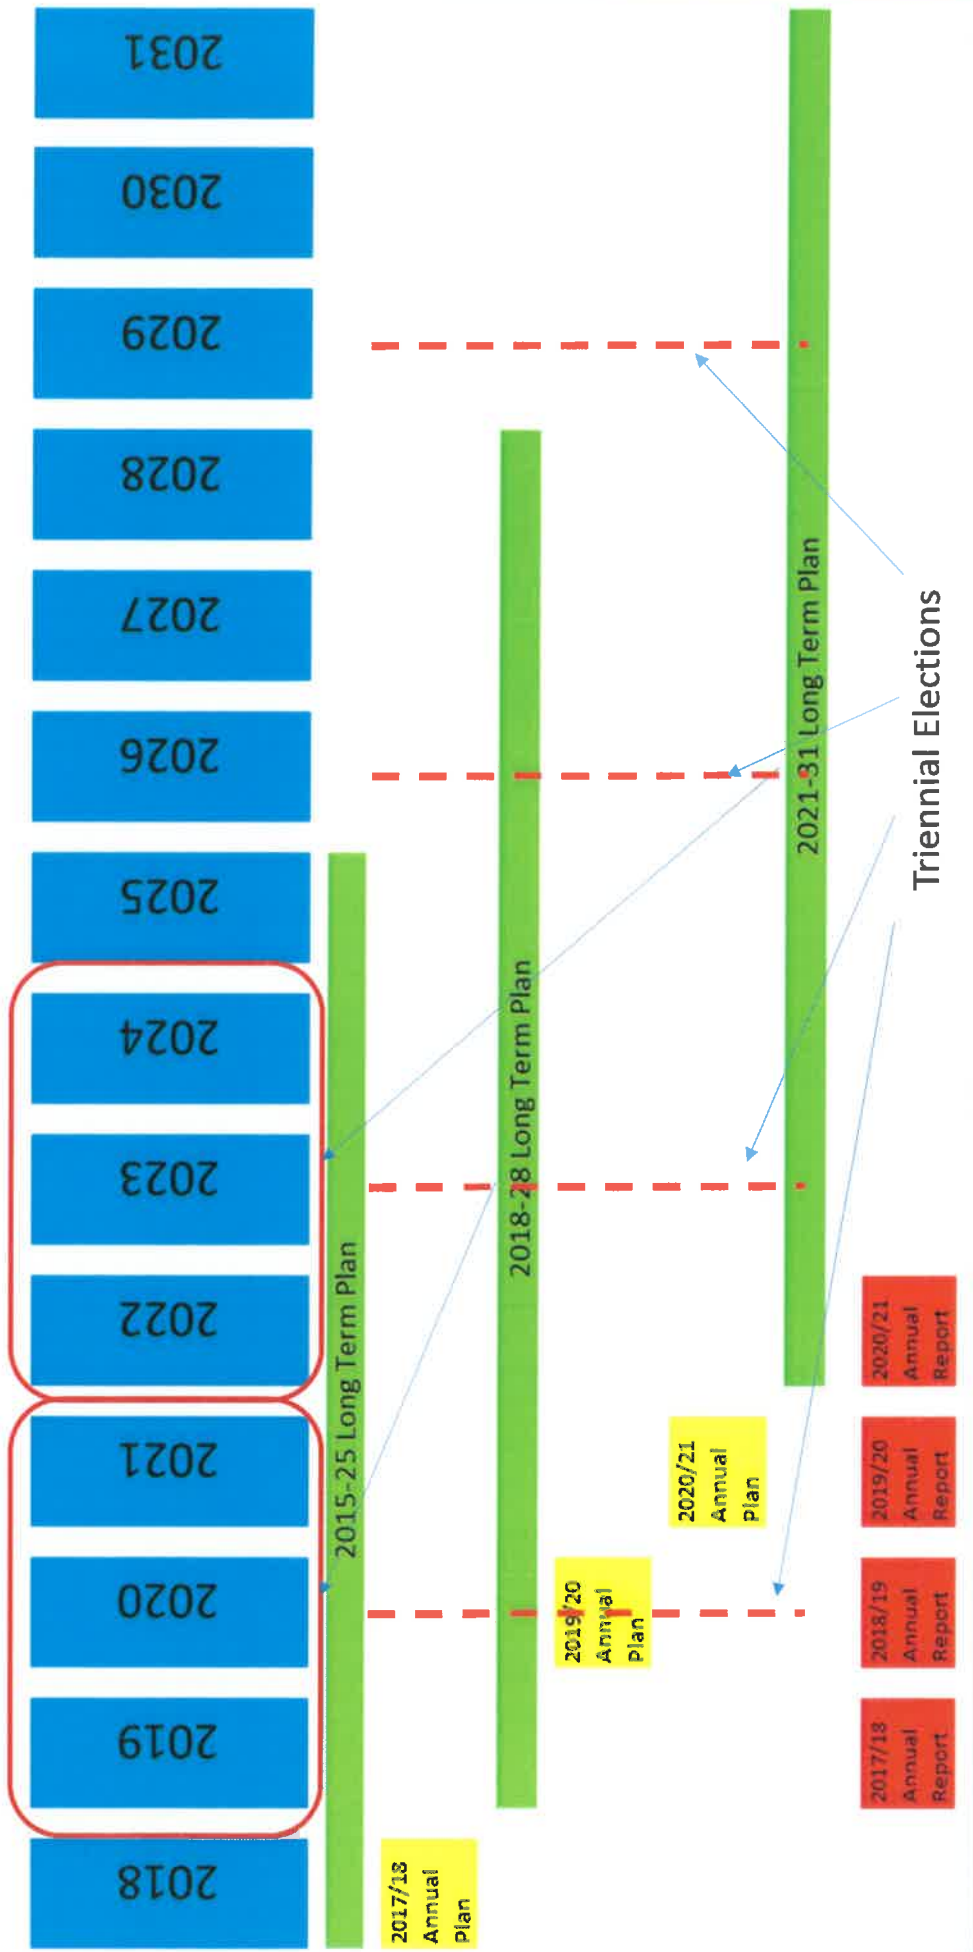 2018
2019
2020
2021
2022
2023
2024
2025
2026
2027
2028
2029
2030
2031
2015-25 Long Term Plan
2017/18
Annual
Plan
2018-28 Long Term Plan
2019/20
Annual
Plan
2020/21
Annual
Plan
2021-31 Long Term Plan
2017/18
Annual
Report
2018/19
Annual
Report
2019/20
Annual
Report
2020/21
Annual
Report
Triennial Elections